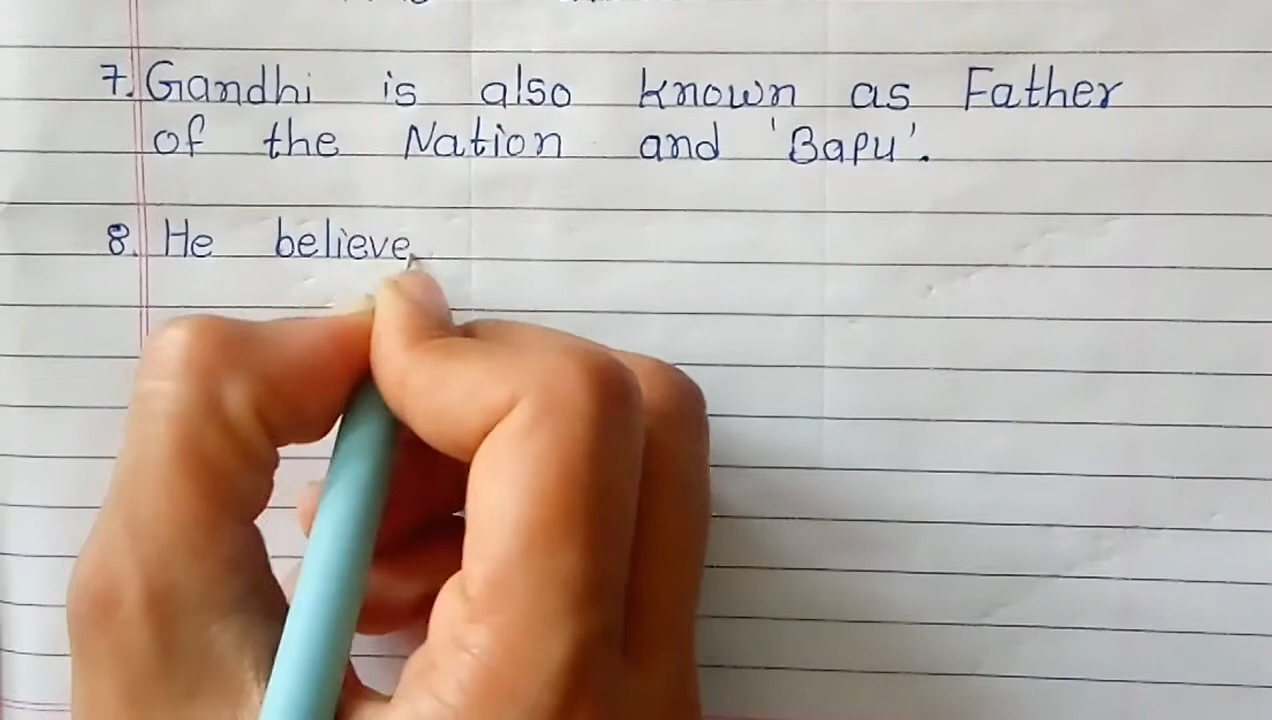 7. Gandhi is also known as Father
of the Nation and 'Bapu'.
8. He believe